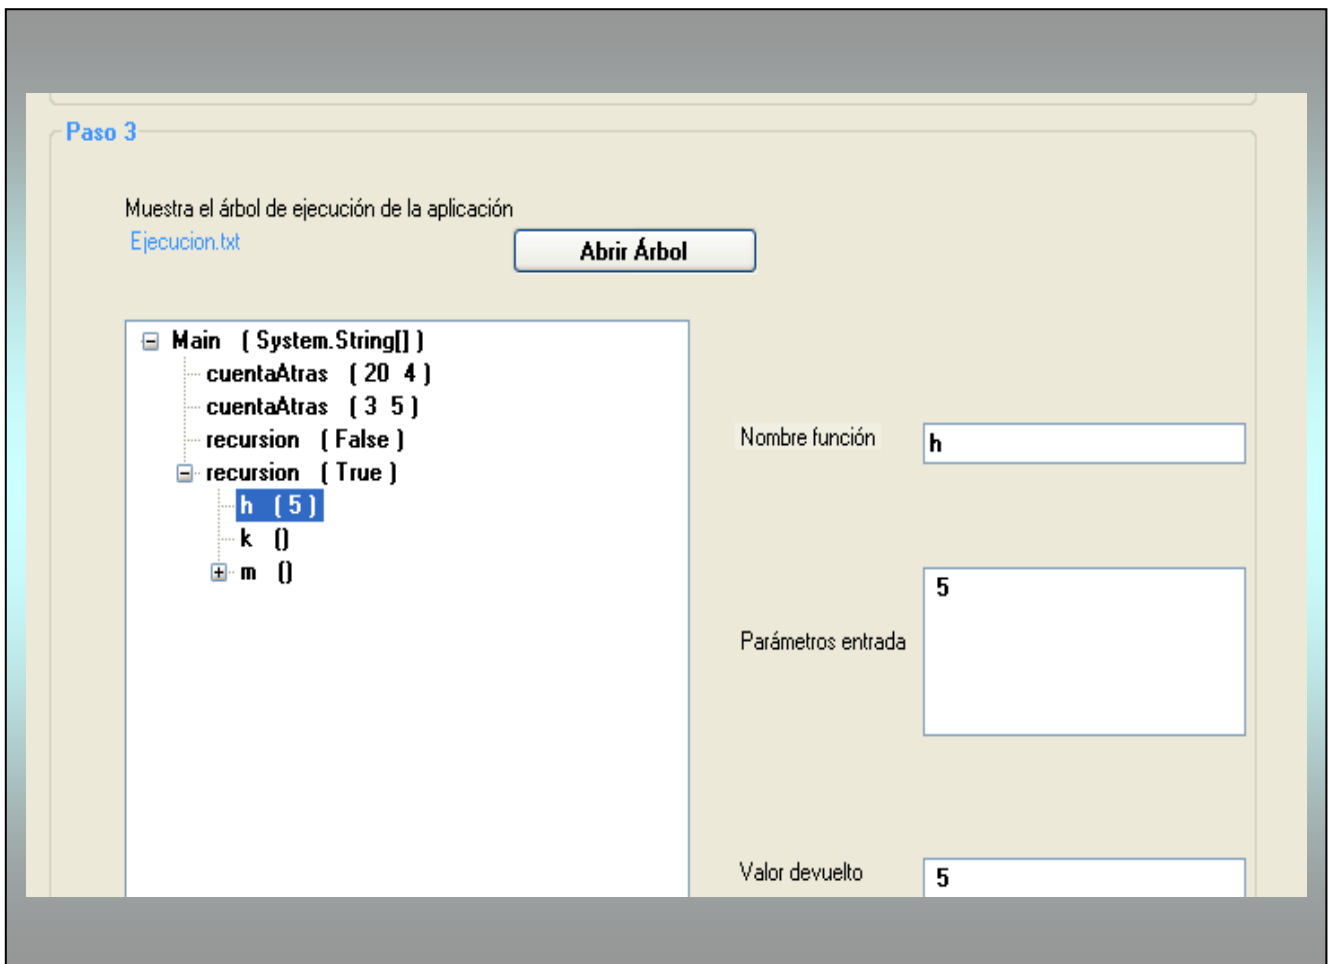 Paso 3
Muestra el árbol de ejecución de la aplicación
Ejecucion.txt
Abrir Árbol
Main ( System.String[] )
cuentaAtras ( 20 4 )
cuentaAtras ( 3 5 )
recursion ( False )
recursion ( True )
h ( 5 )
k ()
m ()
Nombre función
h
Parámetros entrada
5
Valor devuelto
5